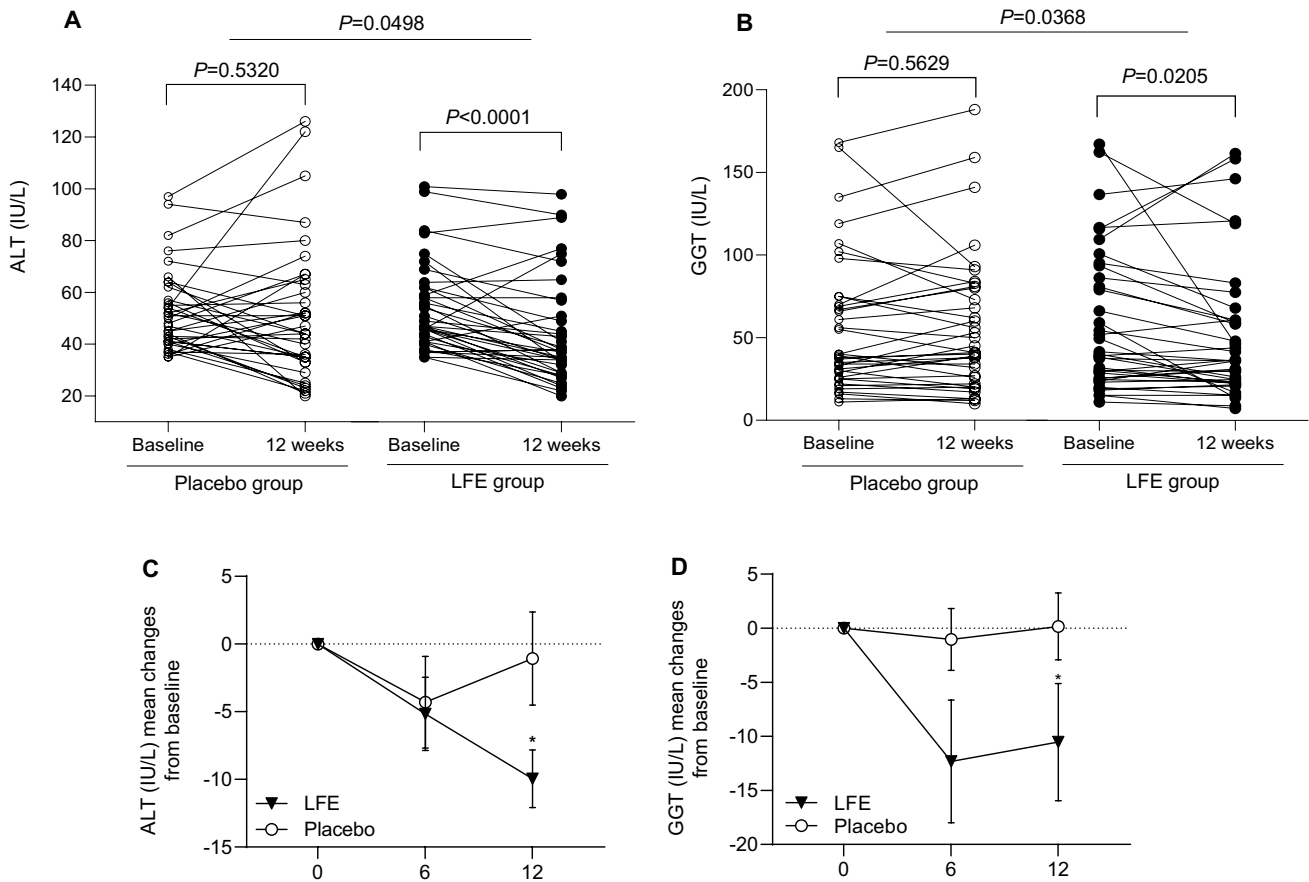 A
P=0.0498
P=0.5320
P<0.0001
ALT (IU/L)
140
120
100
80
60
40
20
Baseline
12 weeks
Baseline
12 weeks
Placebo group
LFE group
B
P=0.0368
P=0.5629
P=0.0205
GGT (IU/L)
200
150
100
50
0
Baseline
12 weeks
Baseline
12 weeks
Placebo group
LFE group
C
ALT (IU/L) mean changes
from baseline
5
0
-5
-10
-15
*
LFE
Placebo
0
6
12
D
GGT (IU/L) mean changes
from baseline
5
0
-5
-10
-15
-20
*
LFE
Placebo
0
6
12